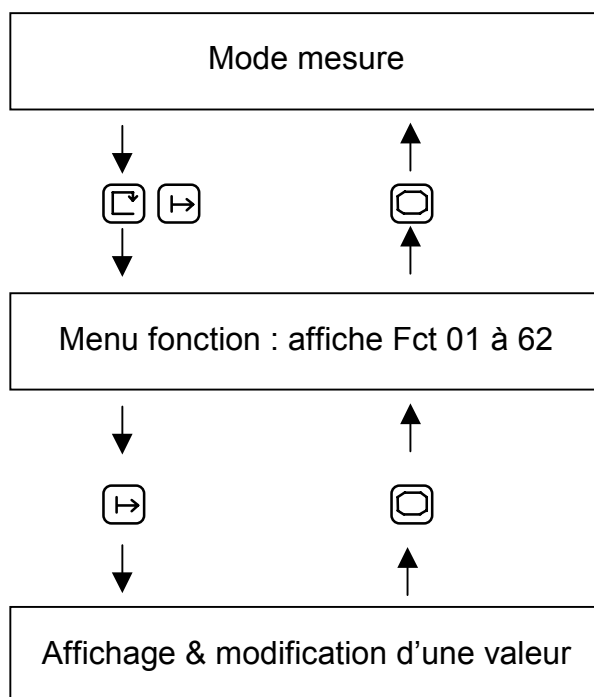 Mode mesure
Menu fonction : affiche Fct 01 à 62
Affichage & modification d’une valeur